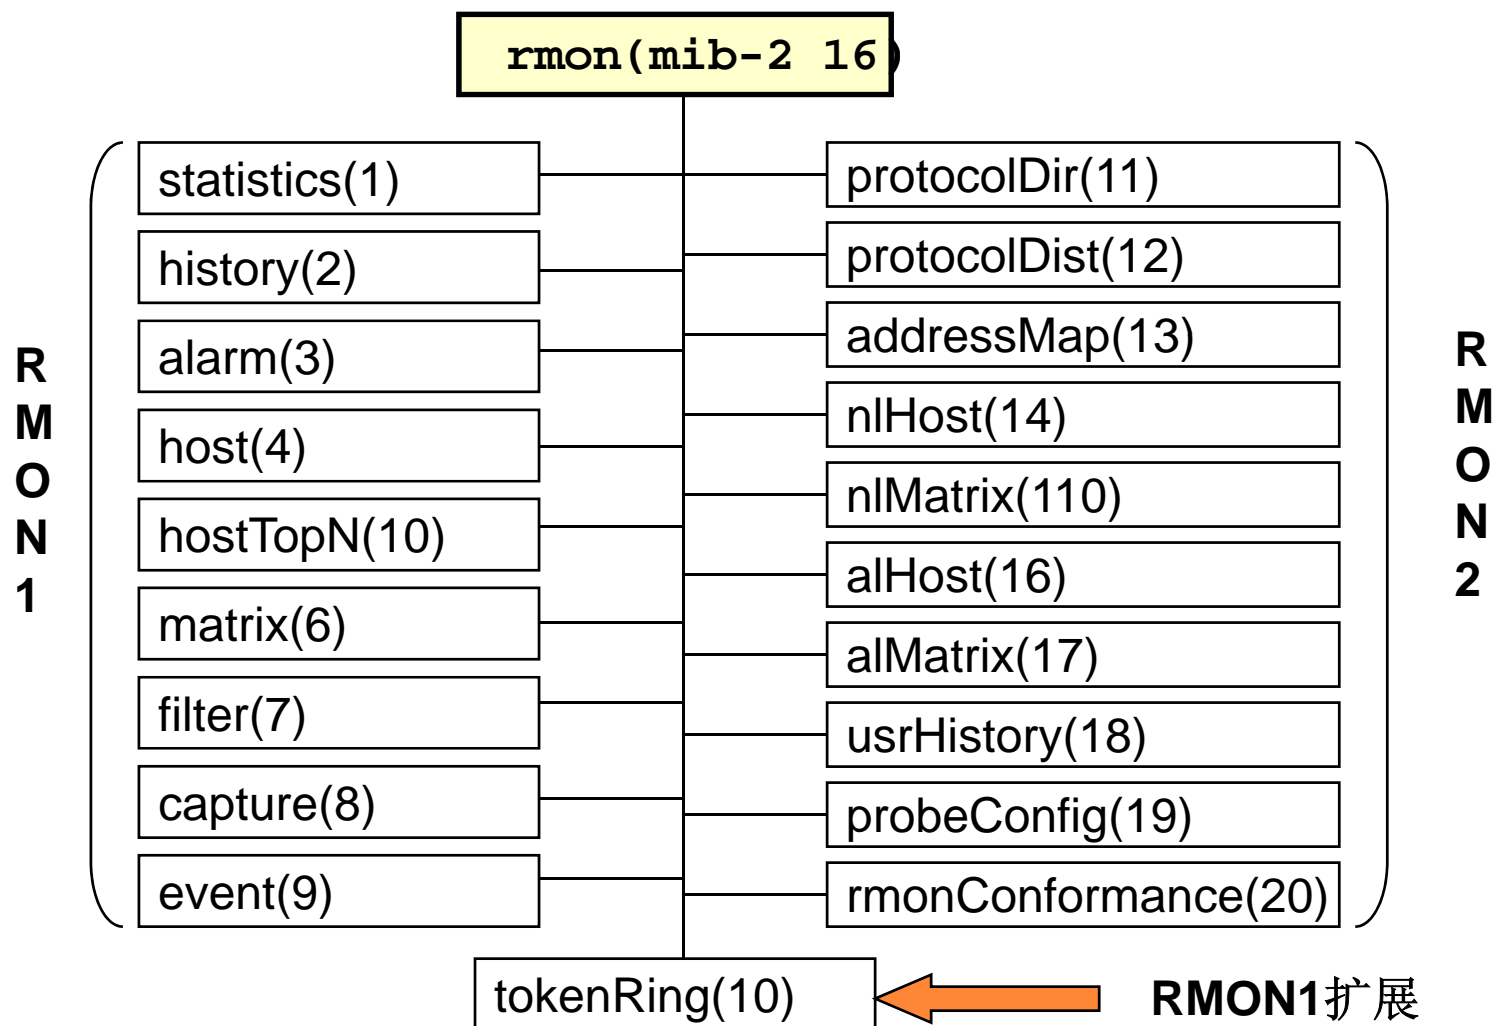 rmon(mib-2 16)
RMON1
statistics(1)
history(2)
alarm(3)
host(4)
hostTopN(10)
matrix(6)
filter(7)
capture(8)
event(9)
protocolDir(11)
protocolDist(12)
addressMap(13)
nlHost(14)
nlMatrix(110)
alHost(16)
alMatrix(17)
usrHistory(18)
probeConfig(19)
rmonConformance(20)
RMON2
tokenRing(10)
RMON1扩展